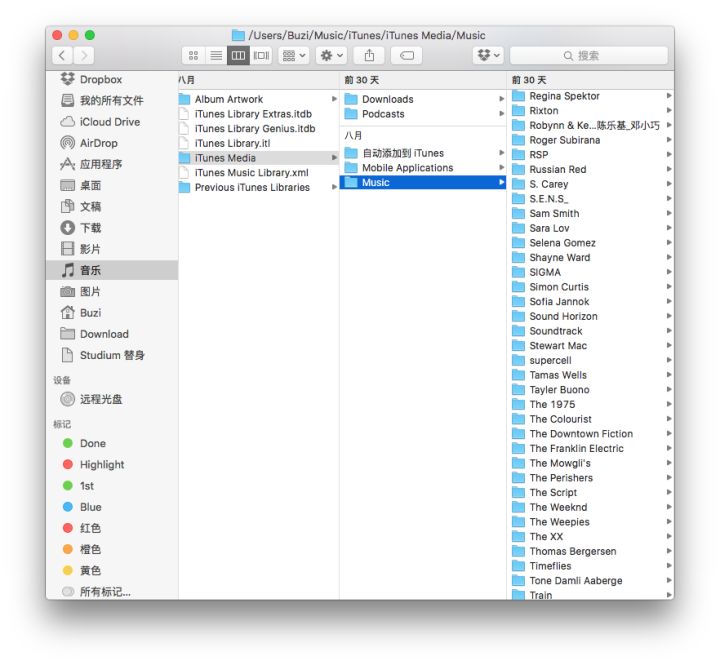 /Users/Buzi/Music/iTunes/iTunes Media/Music
搜索
Dropbox
我的所有文件
iCloud Drive
AirDrop
应用程序
桌面
文稿
下载
影片
音乐
图片
Buzi
Download
Studium 替身
设备
远程光盘
标记
Done
Highlight
1st
Blue
红色
橙色
黄色
所有标记...
八月
Album Artwork
iTunes Library Extras.itdb
iTunes Library Genius.itdb
iTunes Library.itl
iTunes Media
iTunes Music Library.xml
Previous iTunes Libraries
前 30 天
Downloads
Podcasts
八月
自动添加到 iTunes
Mobile Applications
Music
前 30 天
Regina Spektor
Rixton
Robynn & Ke...陈乐基_邓小巧
Roger Subirana
RSP
Russian Red
S. Carey
S.E.N.S_
Sam Smith
Sara Lov
Selena Gomez
Shayne Ward
SIGMA
Simon Curtis
Sofia Jannok
Sound Horizon
Soundtrack
Stewart Mac
supercell
Tamas Wells
Tayler Buono
The 1975
The Colourist
The Downtown Fiction
The Franklin Electric
The Mowgli's
The Perishers
The Script
The Weeknd
The Weepies
The XX
Thomas Bergersen
Timeflies
Tone Damli Aaberge
Train